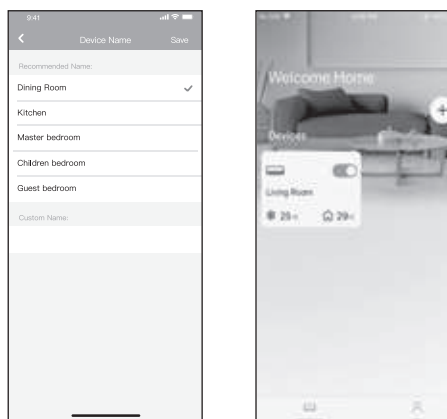 9:41
Device Name
Save
Recommended Name:
Dining Room
Kitchen
Master bedroom
Children bedroom
Guest bedroom
Custom Name:
Welcome Home
Devices
Living Room